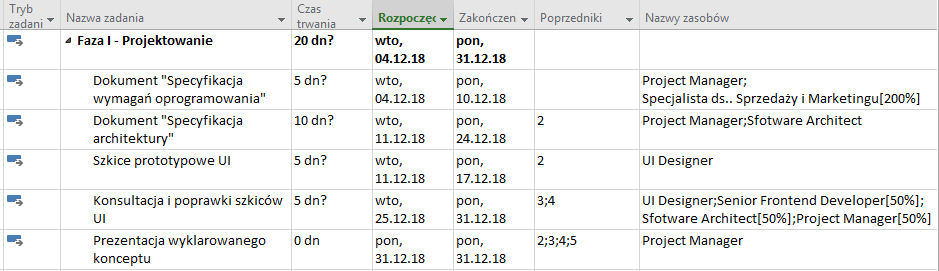 Tryb zadani Nazwa zadania Czas trwania Rozpoczęc Zakończen Poprzedniki Nazwy zasobów
Faza I - Projektowanie 20 dn? wto, 04.12.18 pon, 31.12.18
Dokument "Specyfikacja wymagań oprogramowania" 5 dn? wto, 04.12.18 pon, 10.12.18 Project Manager; Specjalista ds.. Sprzedaży i Marketingu[200%]
Dokument "Specyfikacja architektury" 10 dn? wto, 11.12.18 pon, 24.12.18 2 Project Manager;Sfotware Architect
Szkice prototypowe UI 5 dn? wto, 11.12.18 pon, 17.12.18 2 UI Designer
Konsultacja i poprawki szkiców UI 5 dn? wto, 25.12.18 pon, 31.12.18 3;4 UI Designer;Senior Frontend Developer[50%]; Sfotware Architect[50%];Project Manager[50%]
Prezentacja wyklarowanego konceptu 0 dn pon, 31.12.18 pon, 31.12.18 2;3;4;5 Project Manager